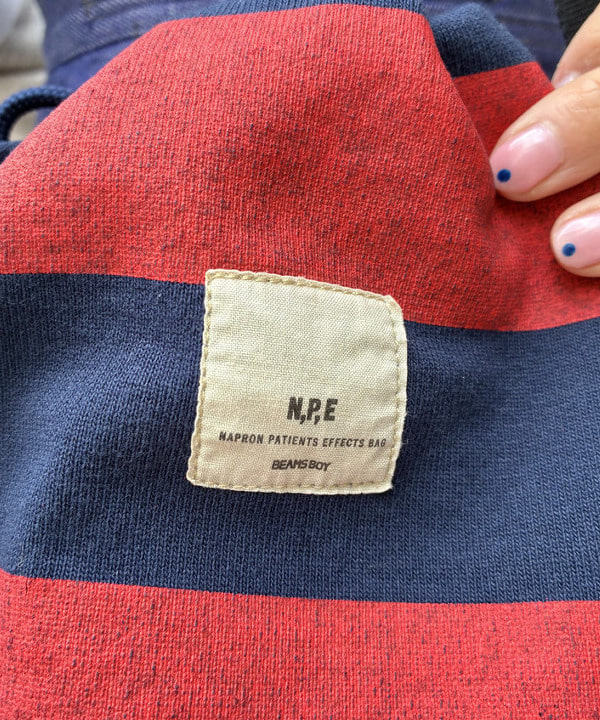 N,P,E
NAPRON PATIENTS EFFECTS BAG
BEAMS BOY